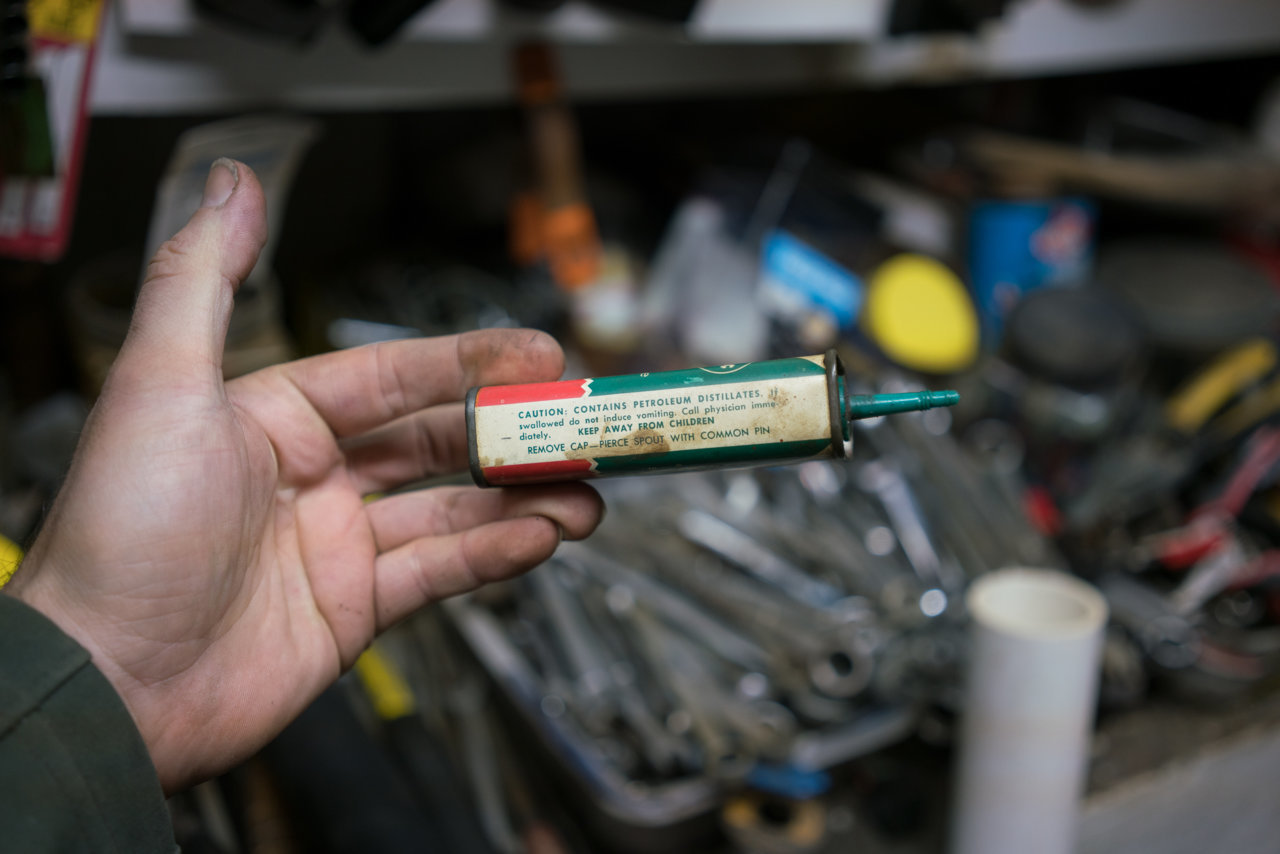 CAUTION: CONTAINS PETROLEUM DISTILLATES. If
swallowed do not induce vomiting. Call physician imme-
diately. KEEP AWAY FROM CHILDREN
REMOVE CAP—PIERCE SPOUT WITH COMMON PIN